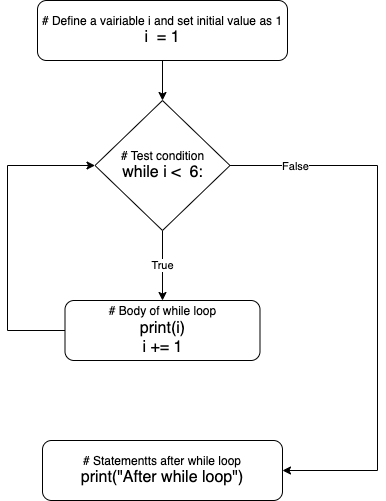 # Define a vairiable i and set initial value as 1
i = 1
# Test condition
while i < 6:
False
True
# Body of while loop
print(i)
i += 1
# Statementts after while loop
print("After while loop")